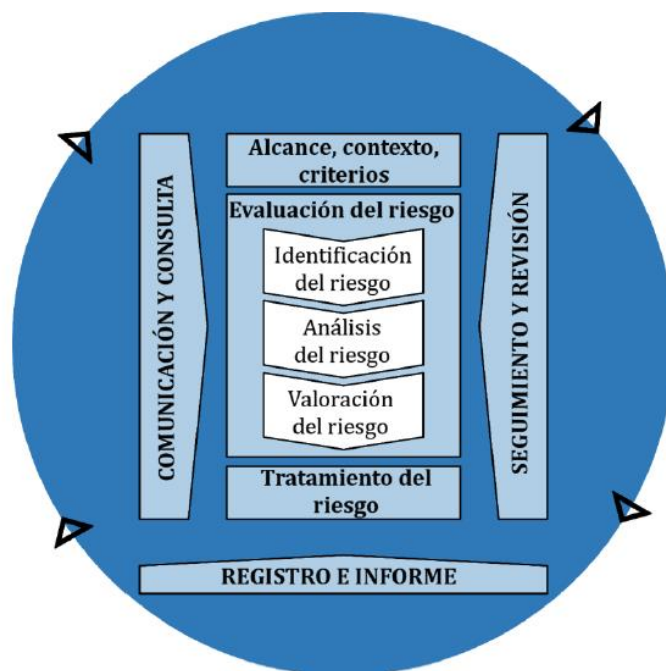 COMUNICACIÓN Y CONSULTA
Alcance, contexto,
criterios
Evaluación del riesgo
Identificación
del riesgo
Análisis
del riesgo
Valoración
del riesgo
Tratamiento del
riesgo
SEGUIMIENTO Y REVISIÓN
REGISTRO E INFORME